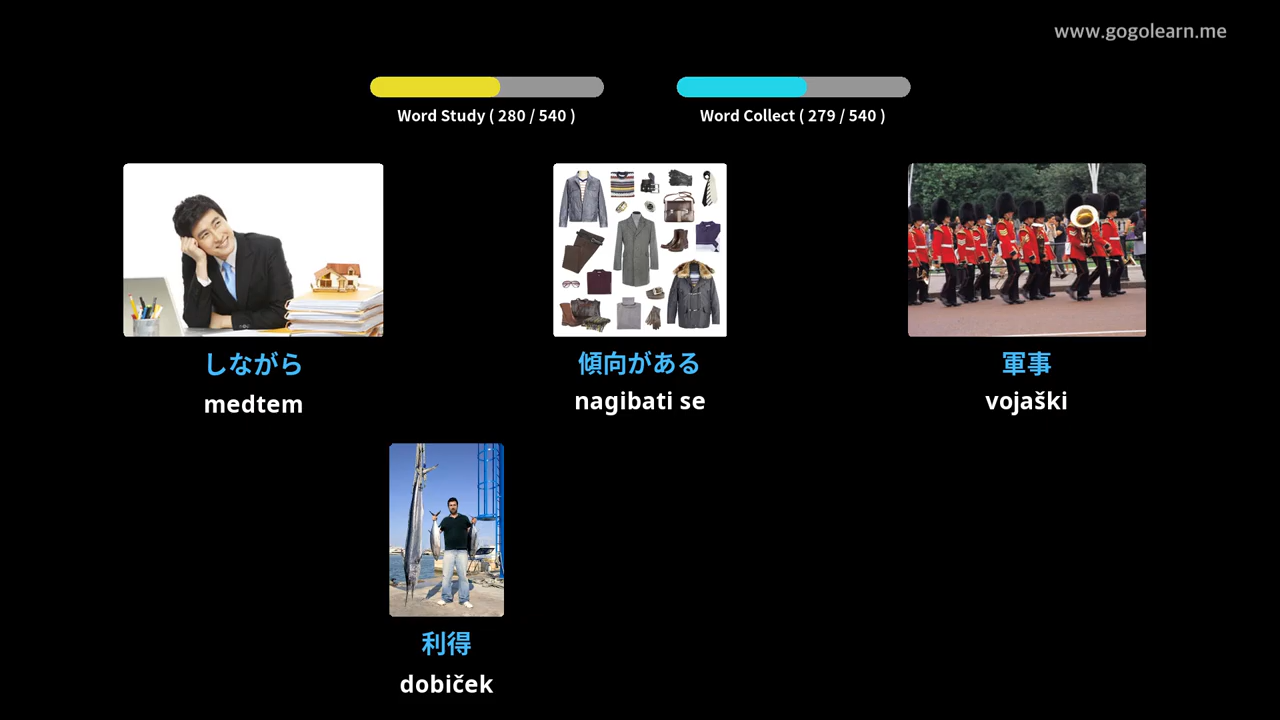 www.gogolearn.me
Word Study ( 280 / 540 )
Word Collect ( 279 / 540 )
しながら
medtem
傾向がある
nagibati se
軍事
vojaški
利得
dobiček